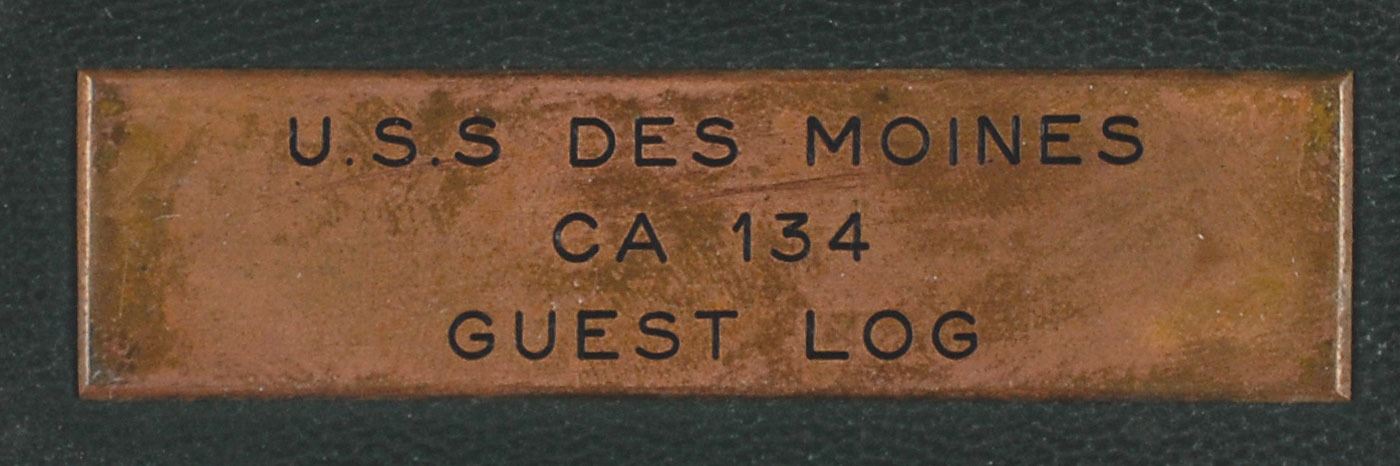 U.S.S DES MOINES
CA 134
GUEST LOG